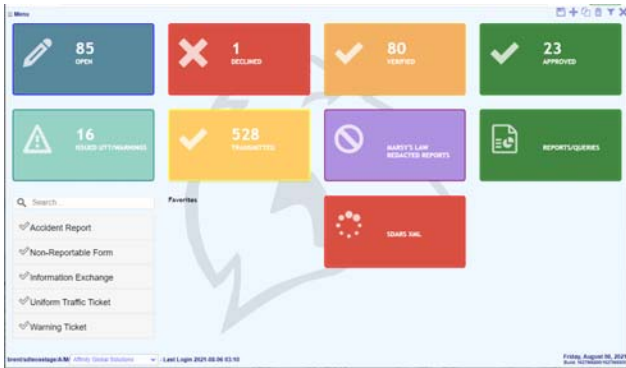 Menu
85
OPEN
1
DECLINED
80
VERIFIED
23
APPROVED
16
ISSUED UTT/WARNINGS
528
TRANSMITTED
MARSY'S LAW
REDACTED REPORTS
REPORTS/QUERIES
Search...
Favorites
Accident Report
Non-Reportable Form
Information Exchange
Uniform Traffic Ticket
Warning Ticket
SDARS XML
Affinity Global Solutions
- Last Login 2021-08-06 03:10
Friday, August 06, 2021
Build